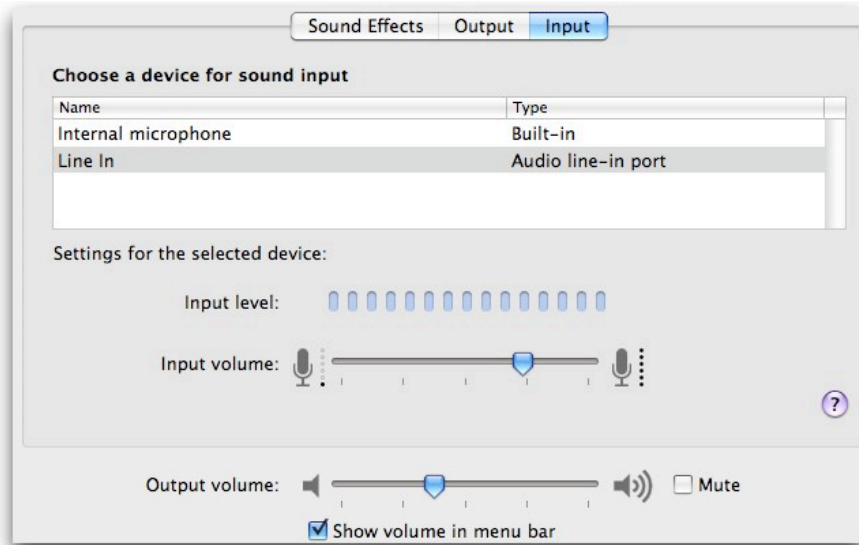 Sound Effects Output Input
Choose a device for sound input
Name Type
Internal microphone Built-in
Line In Audio line-in port
Settings for the selected device:
Input level:
Input volume:
?
Output volume: Mute
Show volume in menu bar